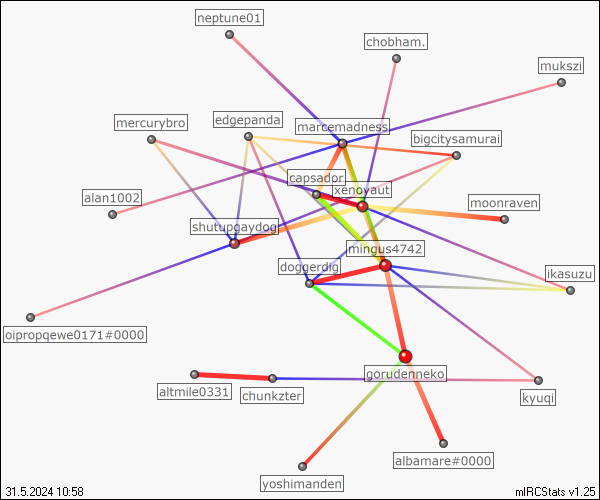 neptune01
chobham.
mukszi
mercurybro
edgepanda
marcemadness
bigcitysamurai
capsador
xenoyaut
alan1002
moonraven
shutupgaydog
mingus4742
doggerdig
ikasuzu
oipropqewe0171#0000
gorudenneko
altmile0331
chunkzter
kyuqi
albamare#0000
yoshimanden
31.5.2024 10:58
mIRCStats v1.25